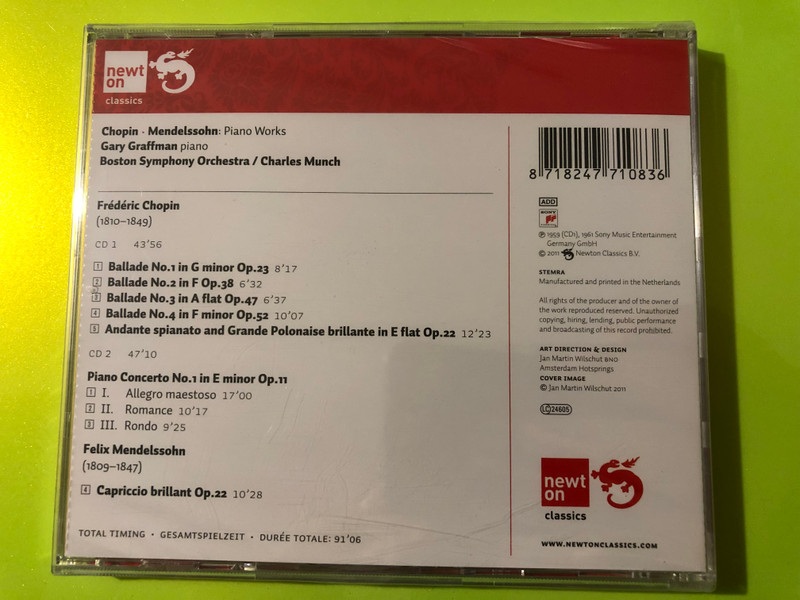 newt
on
classics
Chopin · Mendelssohn: Piano Works
Gary Graffman piano
Boston Symphony Orchestra / Charles Munch
Frédéric Chopin
(1810–1849)
CD 1 43'56
1 Ballade No.1 in G minor Op.23 8'17
2 Ballade No.2 in F Op.38 6'32
3 Ballade No.3 in A flat Op.47 6'37
4 Ballade No.4 in F minor Op.52 10'07
5 Andante spianato and Grande Polonaise brillante in E flat Op.22 12'23
CD 2 47'10
Piano Concerto No.1 in E minor Op.11
1 I. Allegro maestoso 17'00
2 II. Romance 10'17
3 III. Rondo 9'25
Felix Mendelssohn
(1809–1847)
4 Capriccio brillant Op.22 10'28
TOTAL TIMING · GESAMTSPIELZEIT · DURÉE TOTALE: 91'06
8 718247 710836
ADD
SONY
℗ 1959 (CD1), 1961 Sony Music Entertainment
Germany GmbH
© 2011 Newton Classics B.V.
STEMRA
Manufactured and printed in the Netherlands
All rights of the producer and of the owner of
the work reproduced reserved. Unauthorized
copying, hiring, lending, public performance
and broadcasting of this record prohibited.
ART DIRECTION & DESIGN
Jan Martin Wilschut BNO
Amsterdam Hotsprings
COVER IMAGE
© Jan Martin Wilschut 2011
LC 24605
newt
on
classics
WWW.NEWTONCLASSICS.COM